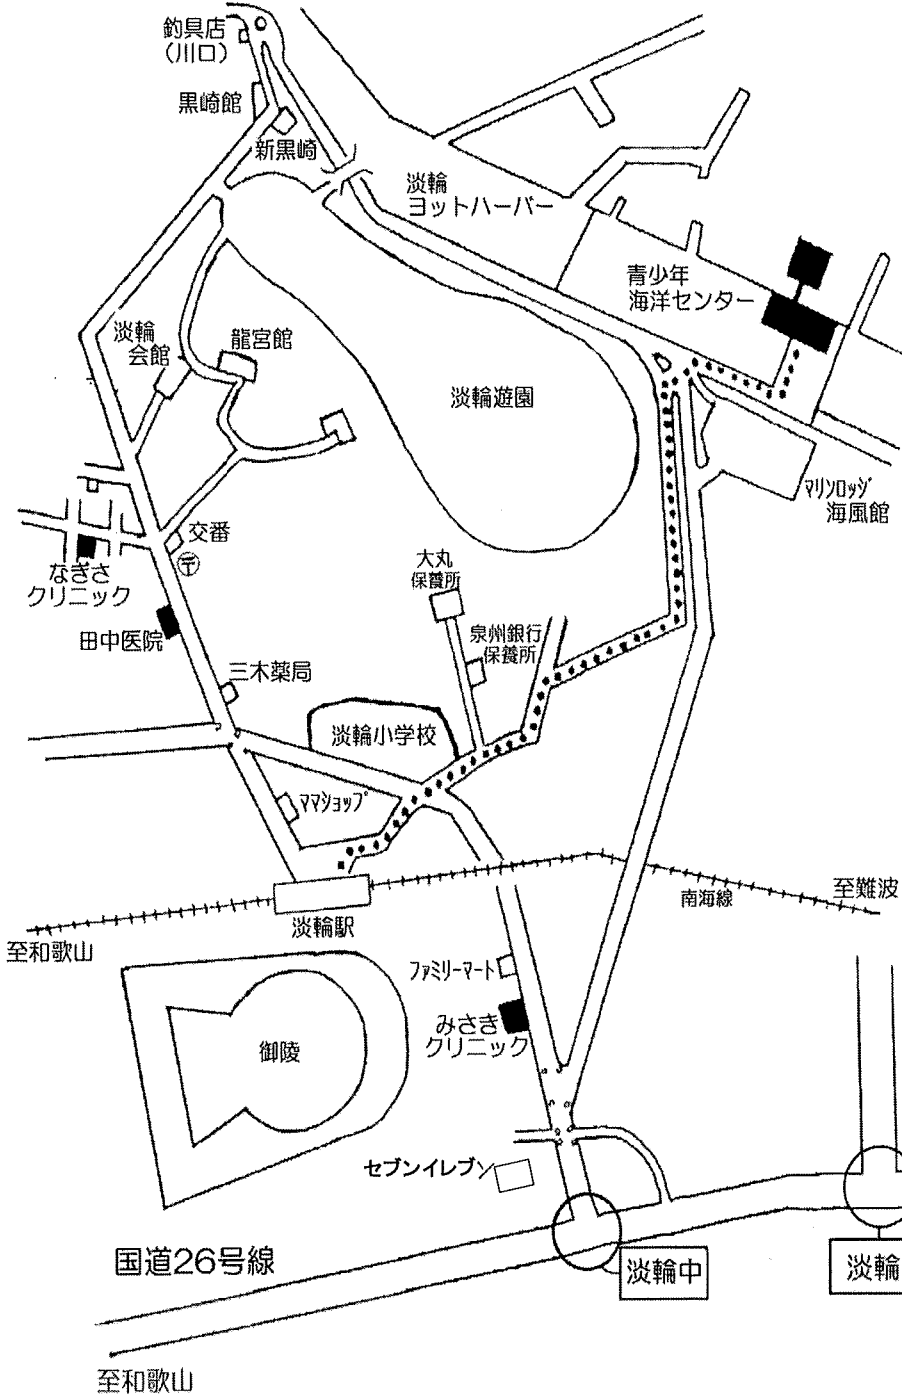 釣具店
(川口)
黒崎館
新黒崎
淡輪
ヨットハーバー
青少年
海洋センター
淡輪
会館
龍宮館
淡輪遊園
マリンロッジ
海風館
交番
〒
なぎさ
クリニック
大丸
保養所
田中医院
泉州銀行
保養所
三木薬局
淡輪小学校
ママショップ
南海線
至難波
淡輪駅
至和歌山
ファミリーマート
みさき
クリニック
御陵
セブンイレブン
国道26号線
淡輪中
淡輪
至和歌山